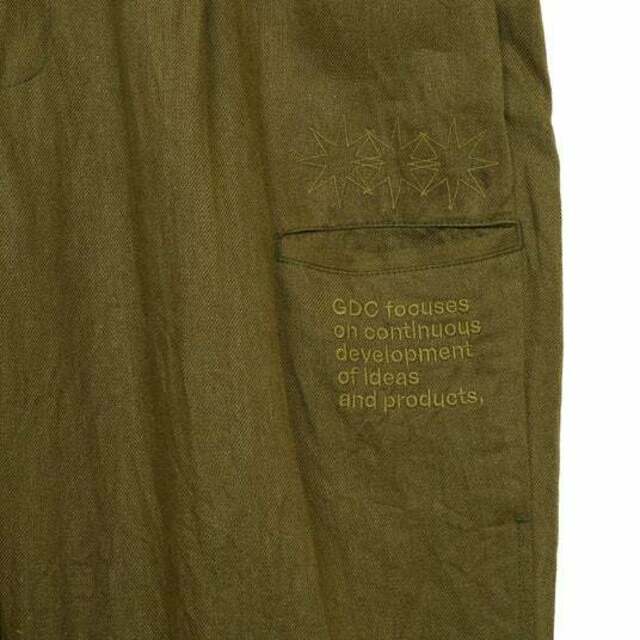 GDC focuses
on continuous
development
of ideas
and products.